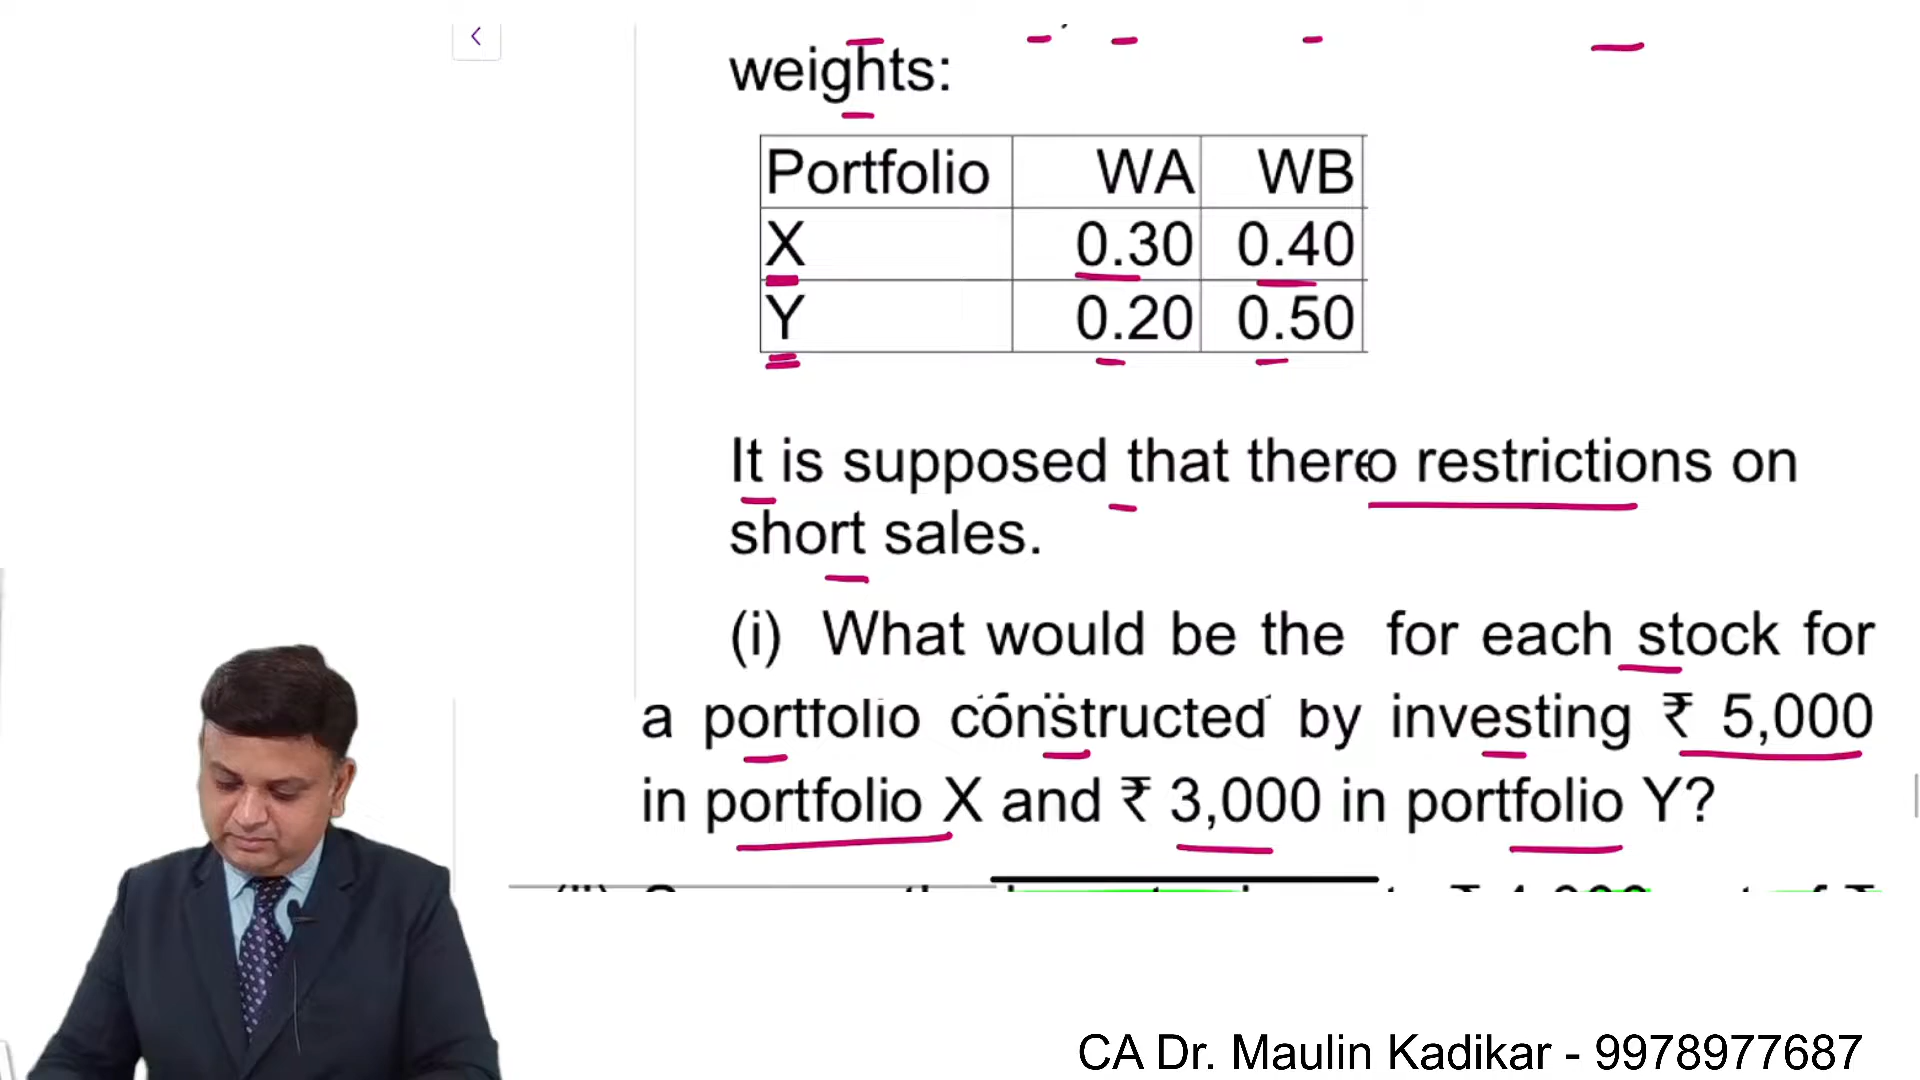 weights:
Portfolio WA WB
X 0.30 0.40
Y 0.20 0.50
It is supposed that there o restrictions on
short sales.
(i) What would be the for each stock for
a portfolio constructed by investing ₹ 5,000
in portfolio X and ₹ 3,000 in portfolio Y?
CA Dr. Maulin Kadikar - 9978977687